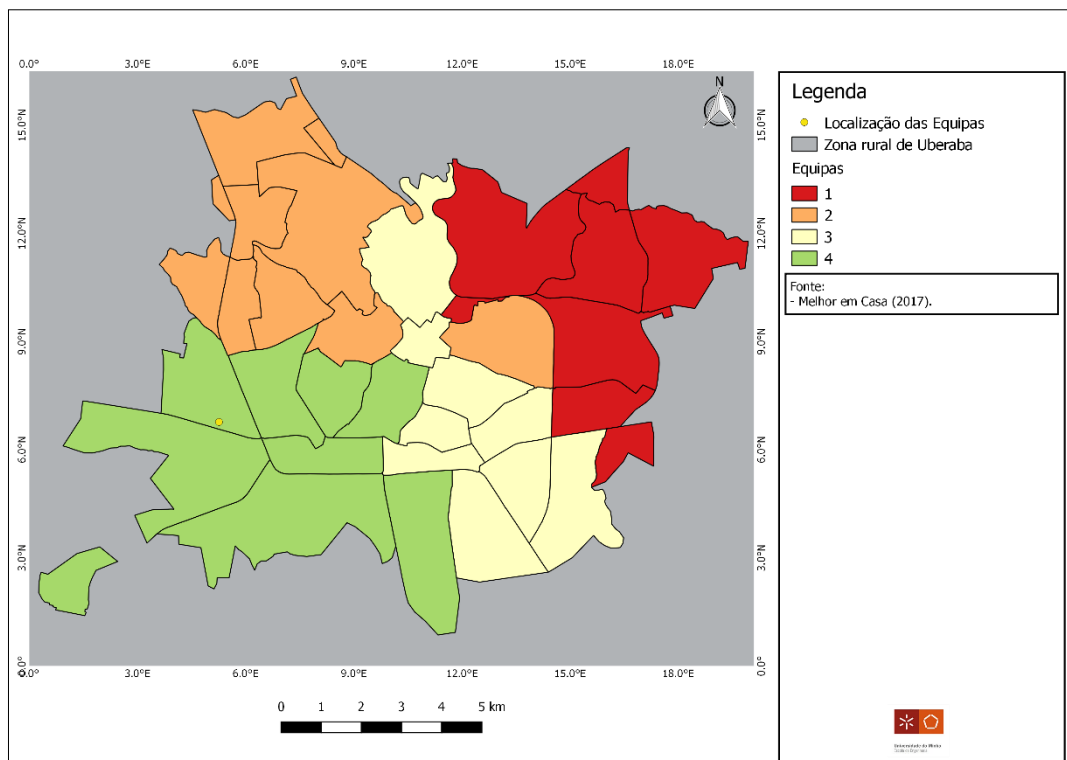 0.0° 3.0°E 6.0°E 9.0°E 12.0°E 15.0°E 18.0°E
15.0°N 15.0°N
12.0°N 12.0°N
9.0°N 9.0°N
6.0°N 6.0°N
3.0°N 3.0°N
0.0° 0.0°
0.0° 3.0°E 6.0°E 9.0°E 12.0°E 15.0°E 18.0°E
N
0 1 2 3 4 5 km
Legenda
Localização das Equipas
Zona rural de Uberaba
Equipas
1
2
3
4
Fonte:
- Melhor em Casa (2017).
Universidade do Minho